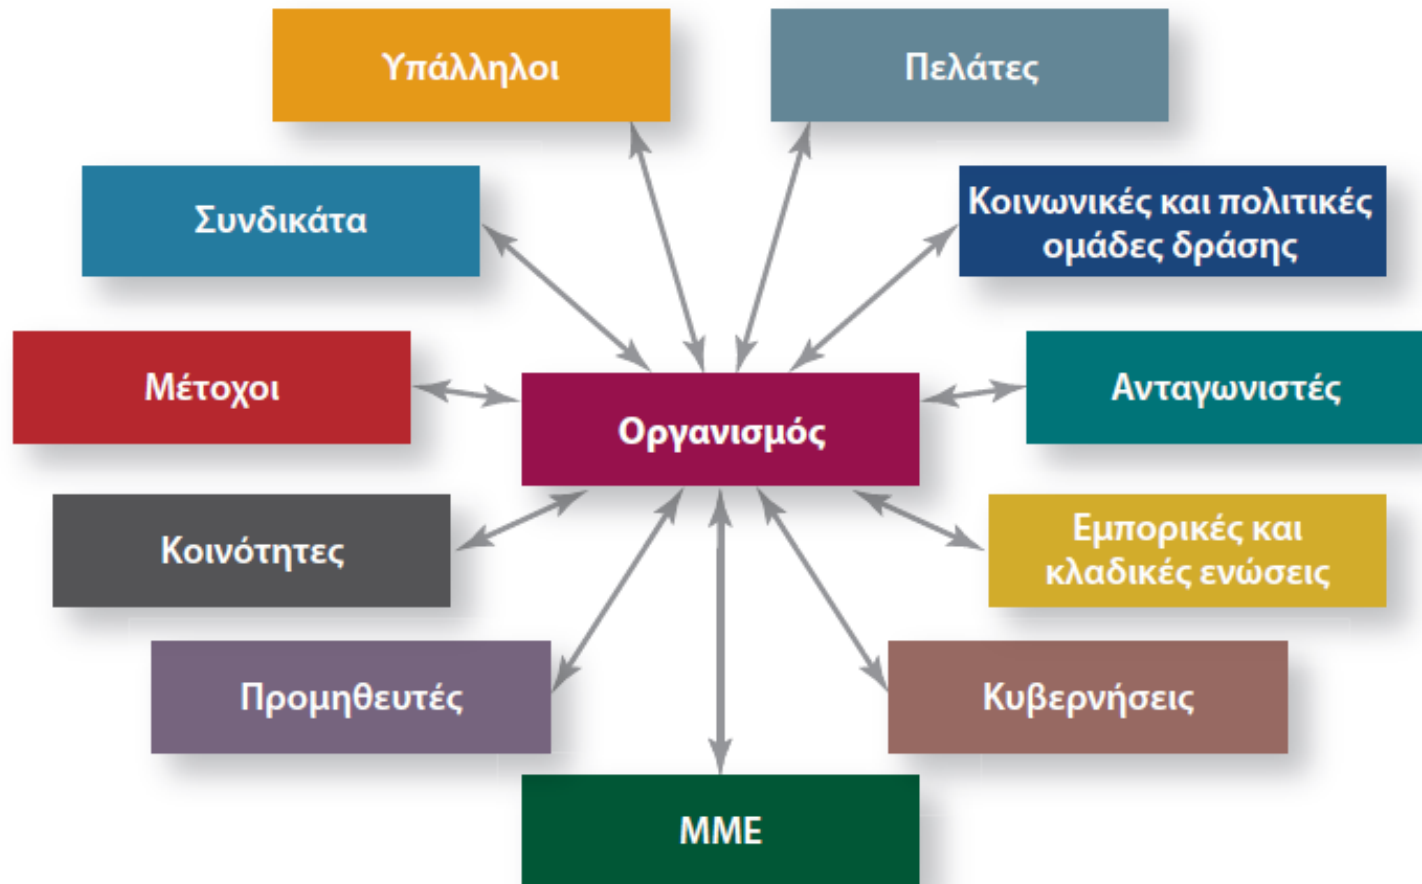 Υπάλληλοι
Πελάτες
Συνδικάτα
Κοινωνικές και πολιτικές
ομάδες δράσης
Μέτοχοι
Ανταγωνιστές
Οργανισμός
Κοινότητες
Εμπορικές και
κλαδικές ενώσεις
Προμηθευτές
Κυβερνήσεις
ΜΜΕ